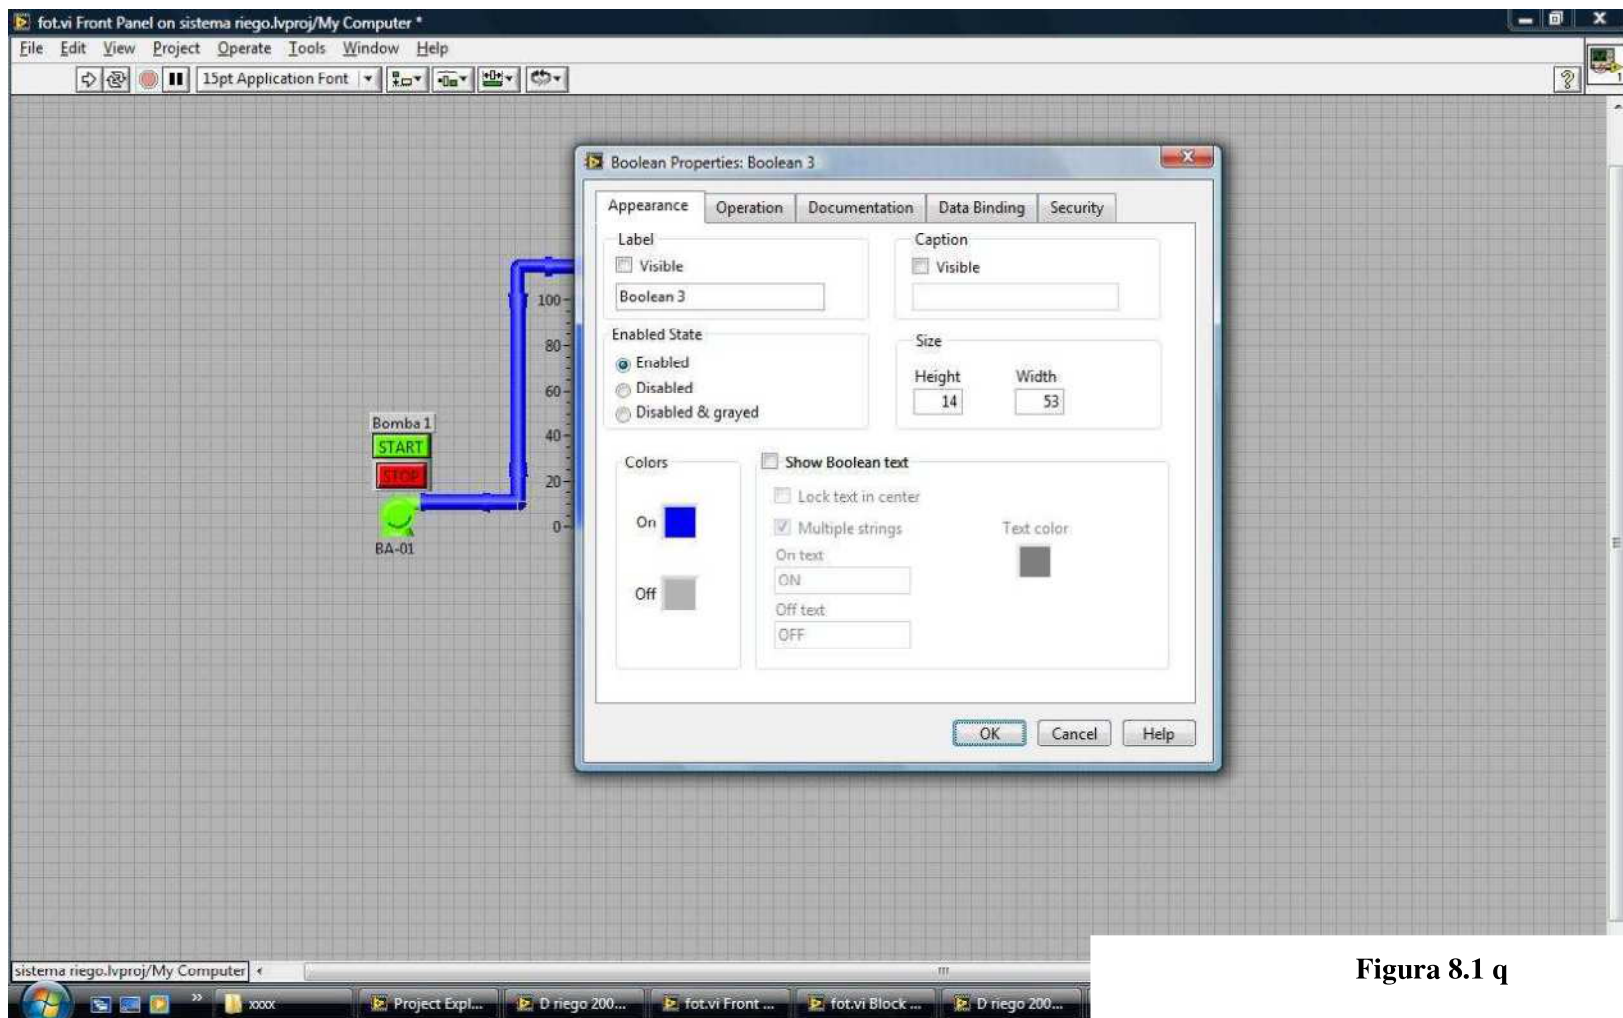 fot.vi Front Panel on sistema riego.lvproj/My Computer *
File Edit View Project Operate Tools Window Help
15pt Application Font
?
1
Boolean Properties: Boolean 3
Appearance Operation Documentation Data Binding Security
Label
Visible
Boolean 3
Caption
Visible
Enabled State
Enabled
Disabled
Disabled & grayed
Size
Height Width
14 53
Colors
On
Off
Show Boolean text
Lock text in center
Multiple strings
Text color
On text
ON
Off text
OFF
OK Cancel Help
100
80
60
40
20
0
Bomba 1
START
STOP
BA-01
sistema riego.lvproj/My Computer
Figura 8.1 q
xxxx
Project Expl...
D riego 200...
fot.vi Front ...
fot.vi Block ...
D riego 200...